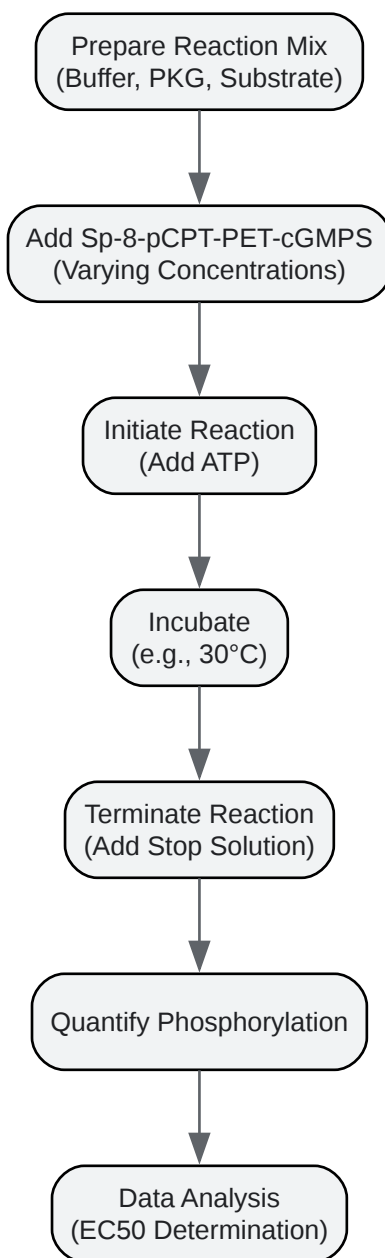 Prepare Reaction Mix
(Buffer, PKG, Substrate)
Add Sp-8-pCPT-PET-cGMPS
(Varying Concentrations)
Initiate Reaction
(Add ATP)
Incubate
(e.g., 30°C)
Terminate Reaction
(Add Stop Solution)
Quantify Phosphorylation
Data Analysis
(EC50 Determination)